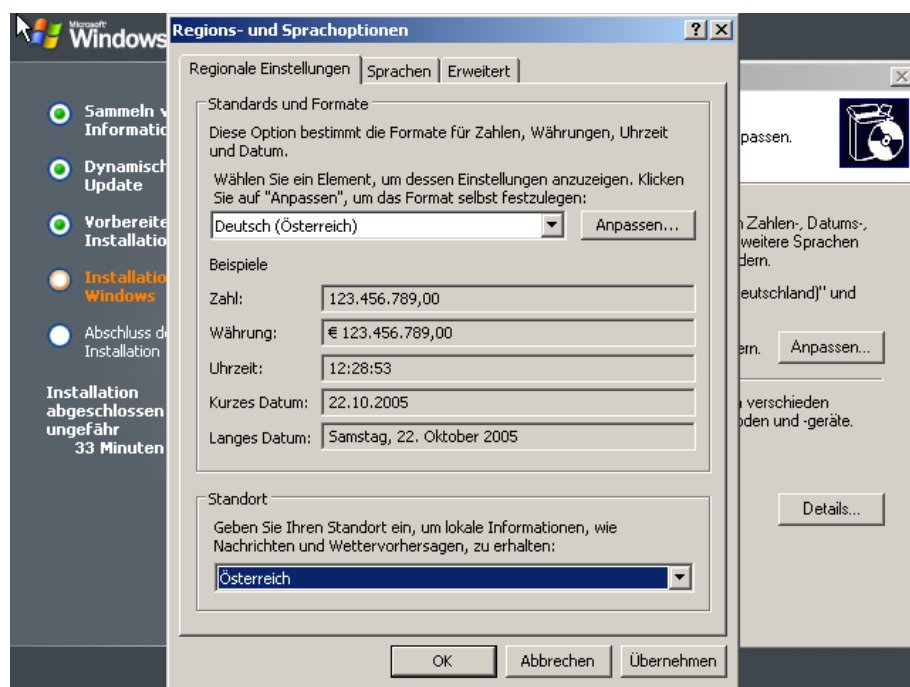 Microsoft
Windows
Regions- und Sprachoptionen
Regionale Einstellungen
Sprachen
Erweitert
Standards und Formate
Diese Option bestimmt die Formate für Zahlen, Währungen, Uhrzeit
und Datum.
Wählen Sie ein Element, um dessen Einstellungen anzuzeigen. Klicken
Sie auf "Anpassen", um das Format selbst festzulegen:
Deutsch (Österreich)
Anpassen...
Beispiele
Zahl: 123.456.789,00
Währung: € 123.456.789,00
Uhrzeit: 12:28:53
Kurzes Datum: 22.10.2005
Langes Datum: Samstag, 22. Oktober 2005
Standort
Geben Sie Ihren Standort ein, um lokale Informationen, wie
Nachrichten und Wettervorhersagen, zu erhalten:
Österreich
OK
Abbrechen
Übernehmen
Sammeln v
Informatio
Dynamisch
Update
Vorbereite
Installatio
Installatio
Windows
Abschluss d
Installation
Installation
abgeschlossen
ungefähr
33 Minuten
passen.
Zahlen-, Datums-,
weitere Sprachen
dern.
eutschland)" und
ern.
Anpassen...
verschieden
oden und -geräte.
Details...